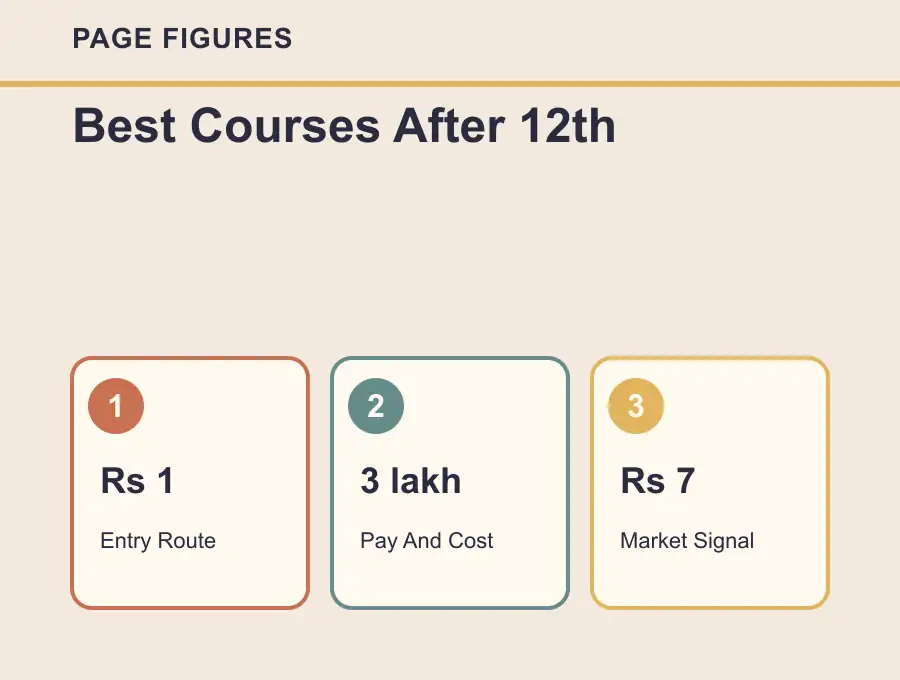 PAGE FIGURES
Best Courses After 12th
1
Rs 1
Entry Route
2
3 lakh
Pay And Cost
3
Rs 7
Market Signal